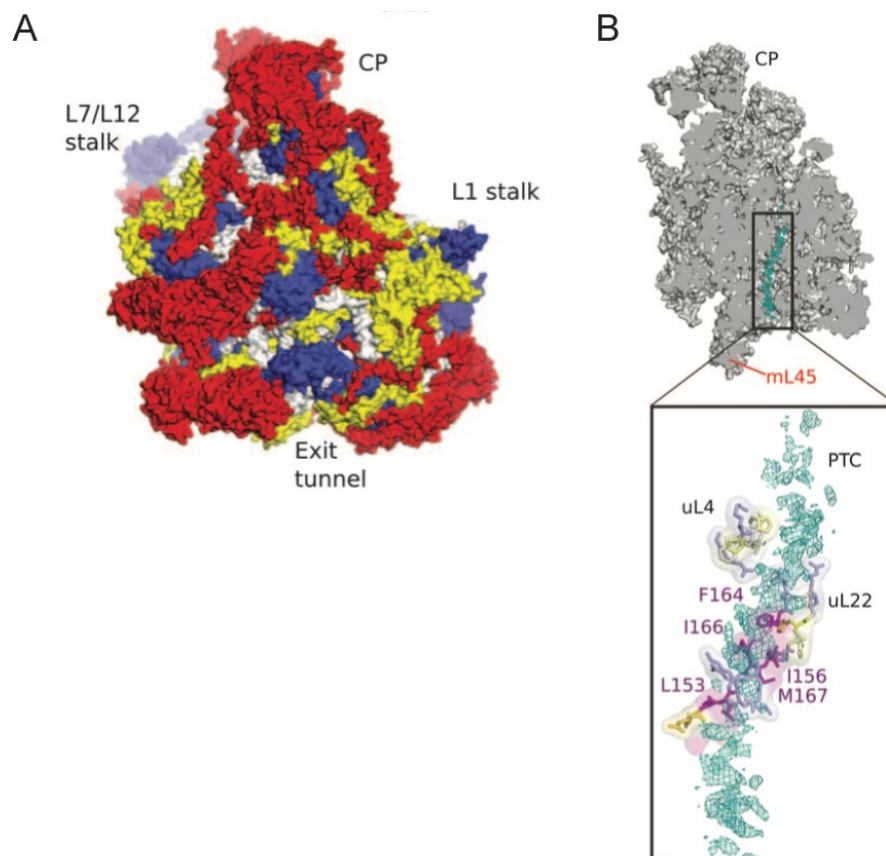 A
CP
L7/L12
stalk
L1 stalk
Exit
tunnel
B
CP
mL45
PTC
uL4
F164
uL22
I166
I156
L153
M167